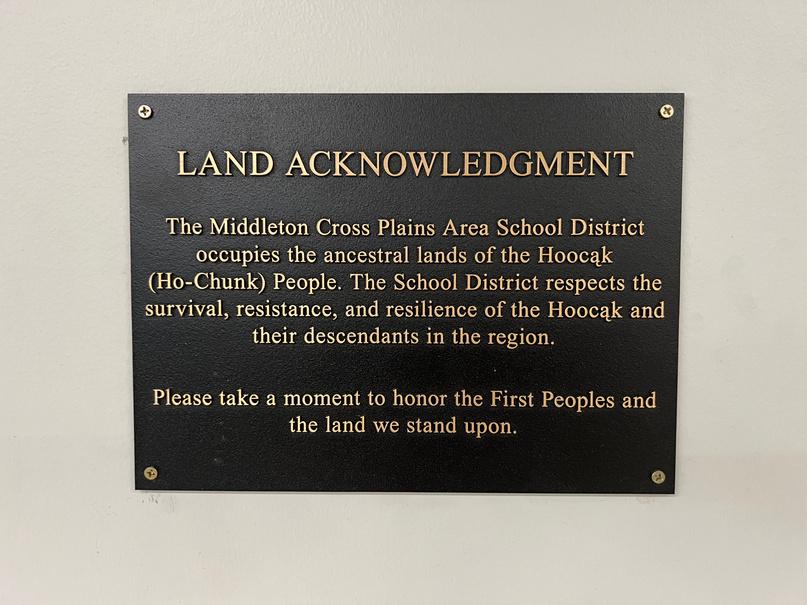 LAND ACKNOWLEDGMENT
The Middleton Cross Plains Area School District
occupies the ancestral lands of the Hoocąk
(Ho-Chunk) People. The School District respects the
survival, resistance, and resilience of the Hoocąk and
their descendants in the region.
Please take a moment to honor the First Peoples and
the land we stand upon.